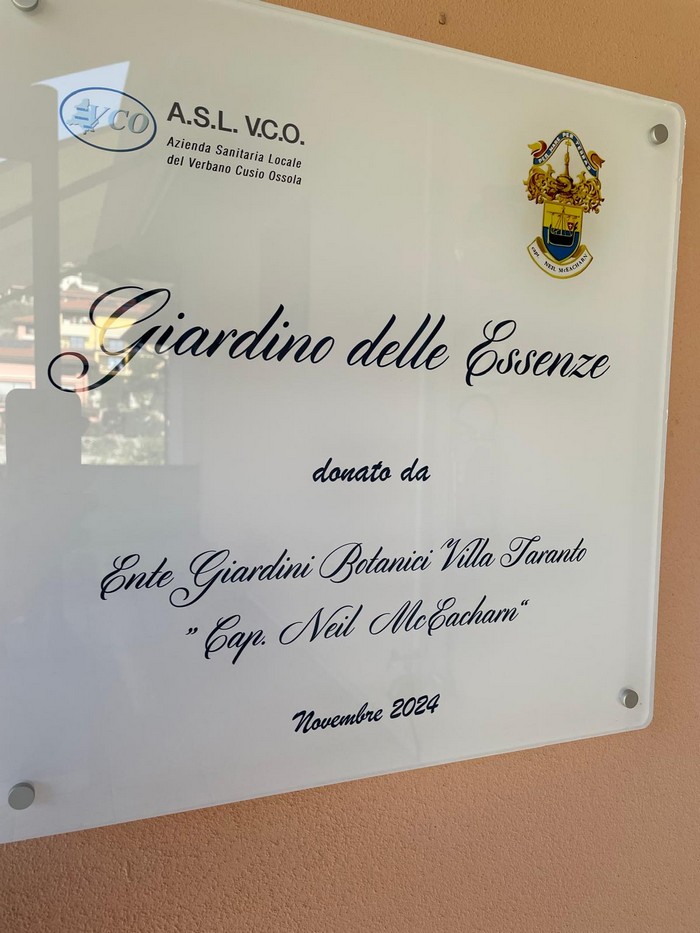 VCO
A.S.L. V.C.O.
Azienda Sanitaria Locale
del Verbano Cusio Ossola
capt. NEIL McEACHARN
Giardino delle Essenze
donato da
Ente Giardini Botanici Villa Taranto
"Cap. Neil McEacharn"
Novembre 2024